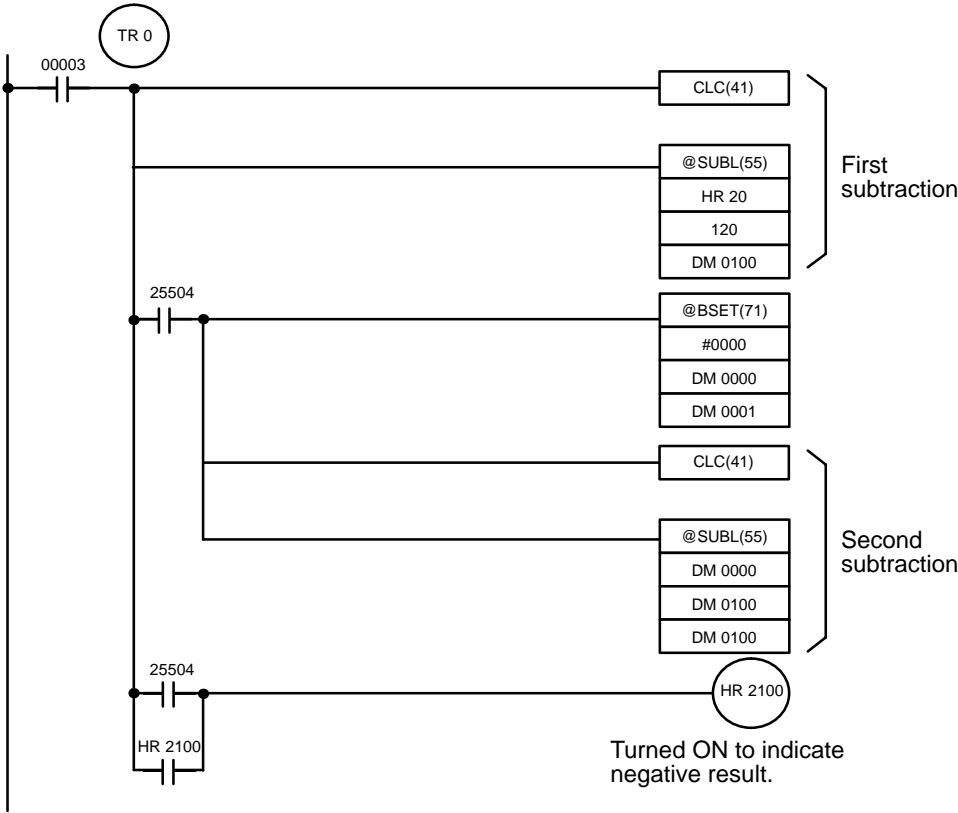 TR 0
00003
CLC(41)
@SUBL(55)
HR 20
120
DM 0100
First
subtraction
25504
@BSET(71)
#0000
DM 0000
DM 0001
CLC(41)
@SUBL(55)
DM 0000
DM 0100
DM 0100
Second
subtraction
25504
HR 2100
HR 2100
Turned ON to indicate
negative result.